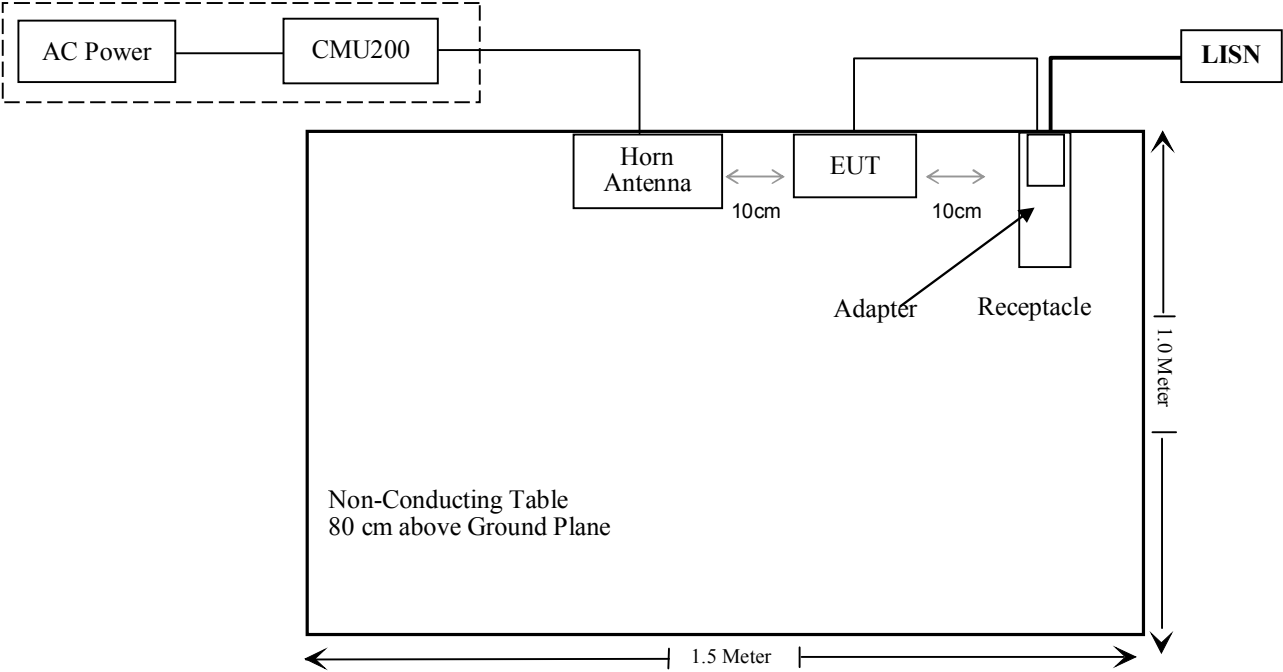 AC Power
CMU200
LISN
Horn
Antenna
EUT
10cm
10cm
Adapter
Receptacle
1.0 Meter
Non-Conducting Table
80 cm above Ground Plane
1.5 Meter